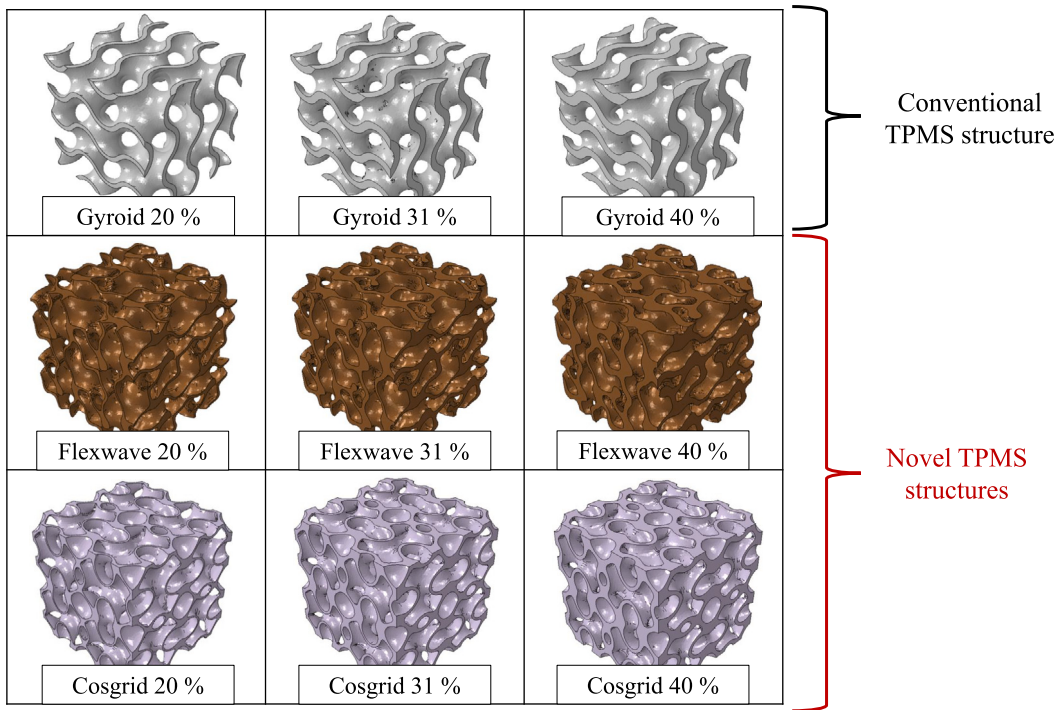 Gyroid 20 %
Gyroid 31 %
Gyroid 40 %
Conventional
TPMS structure
Flexwave 20 %
Flexwave 31 %
Flexwave 40 %
Cosgrid 20 %
Cosgrid 31 %
Cosgrid 40 %
Novel TPMS
structures